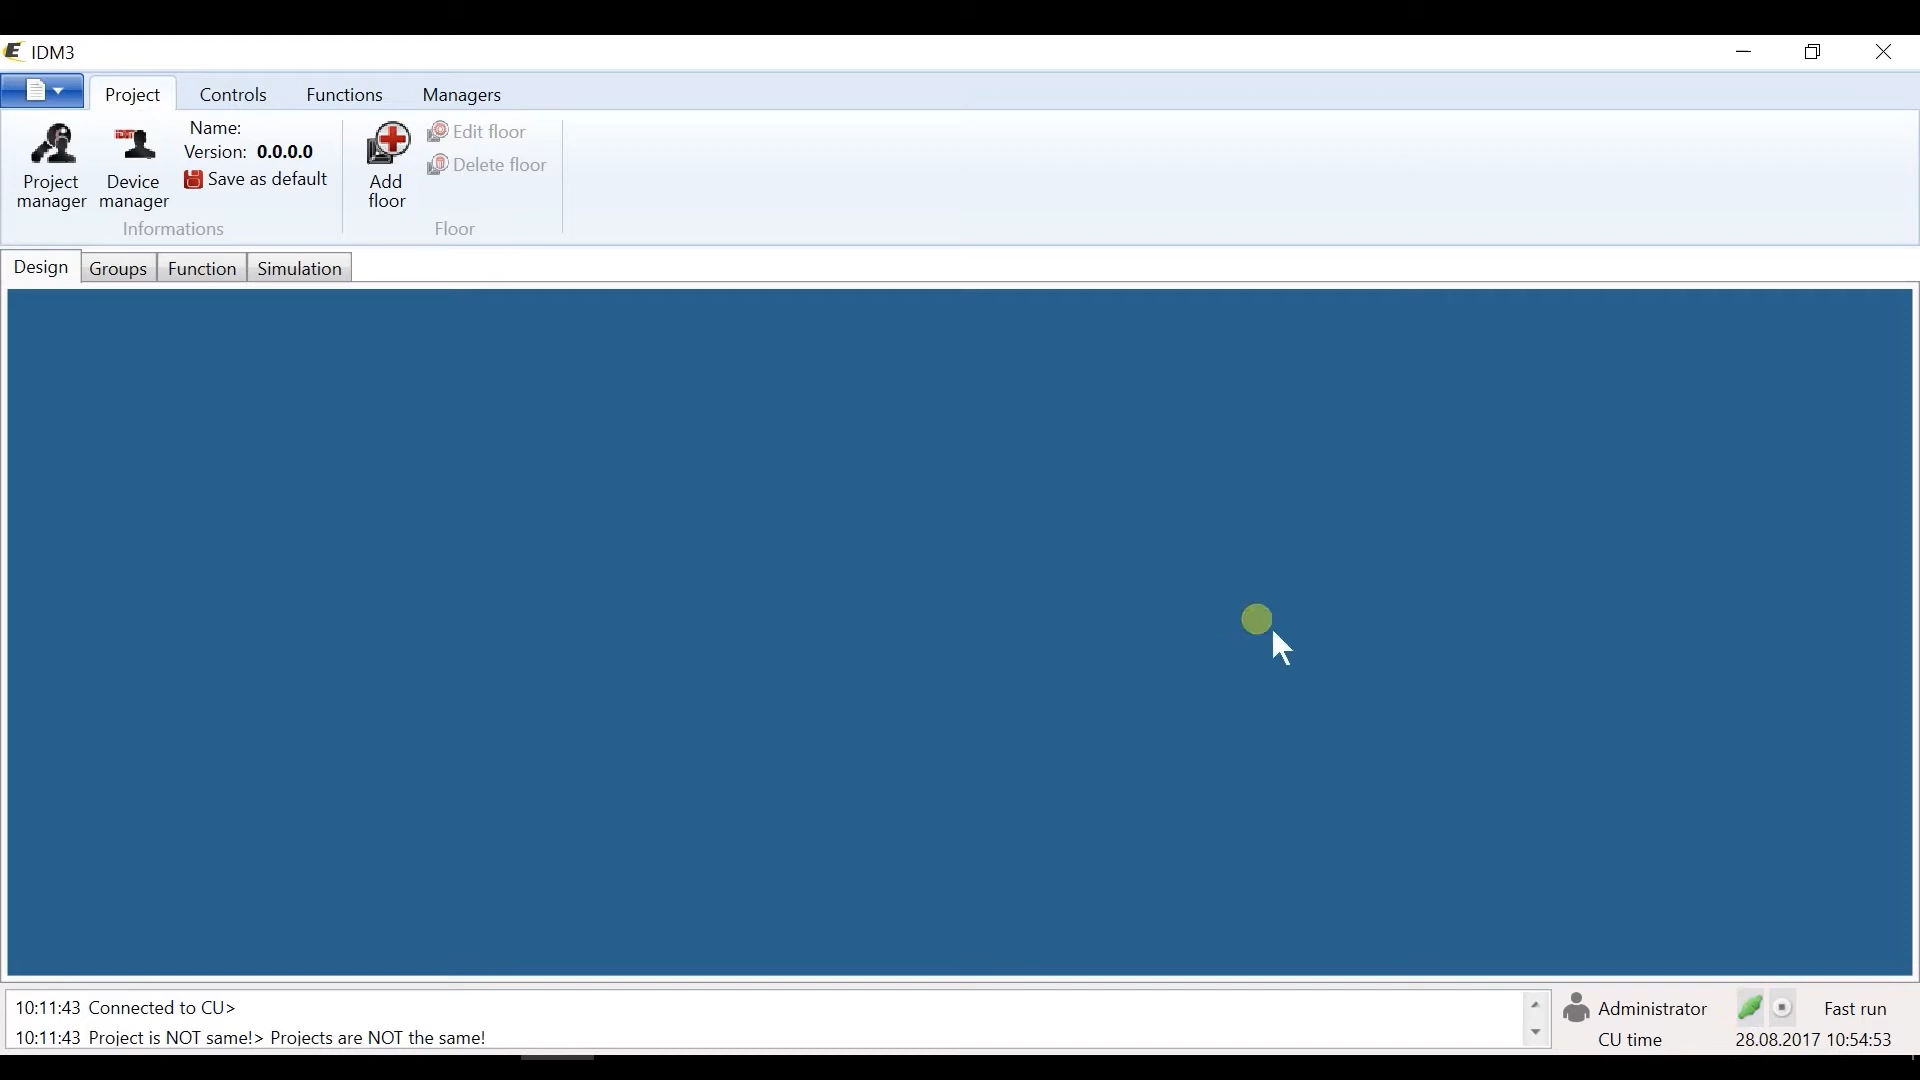 IDM3
Project Controls Functions Managers
Project manager
Device manager
Name:
Version: 0.0.0.0
Save as default
Informations
Add floor
Edit floor
Delete floor
Floor
Design Groups Function Simulation
10:11:43 Connected to CU>
10:11:43 Project is NOT same!> Projects are NOT the same!
Administrator
Fast run
CU time
28.08.2017 10:54:53